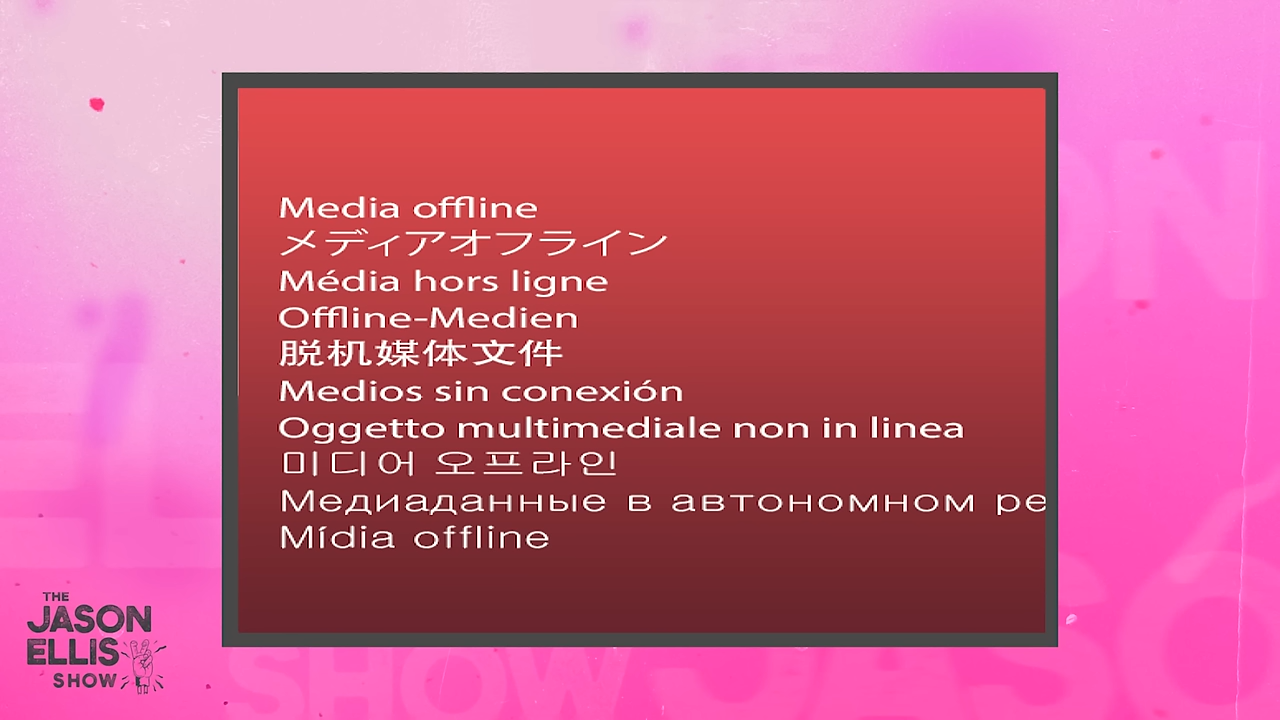 Media offline
メディアオフライン
Média hors ligne
Offline-Medien
脱机媒体文件
Medios sin conexión
Oggetto multimediale non in linea
미디어 오프라인
Медиаданные в автономном ре
Mídia offline
THE
JASON
ELLIS
SHOW
SHOW JASO